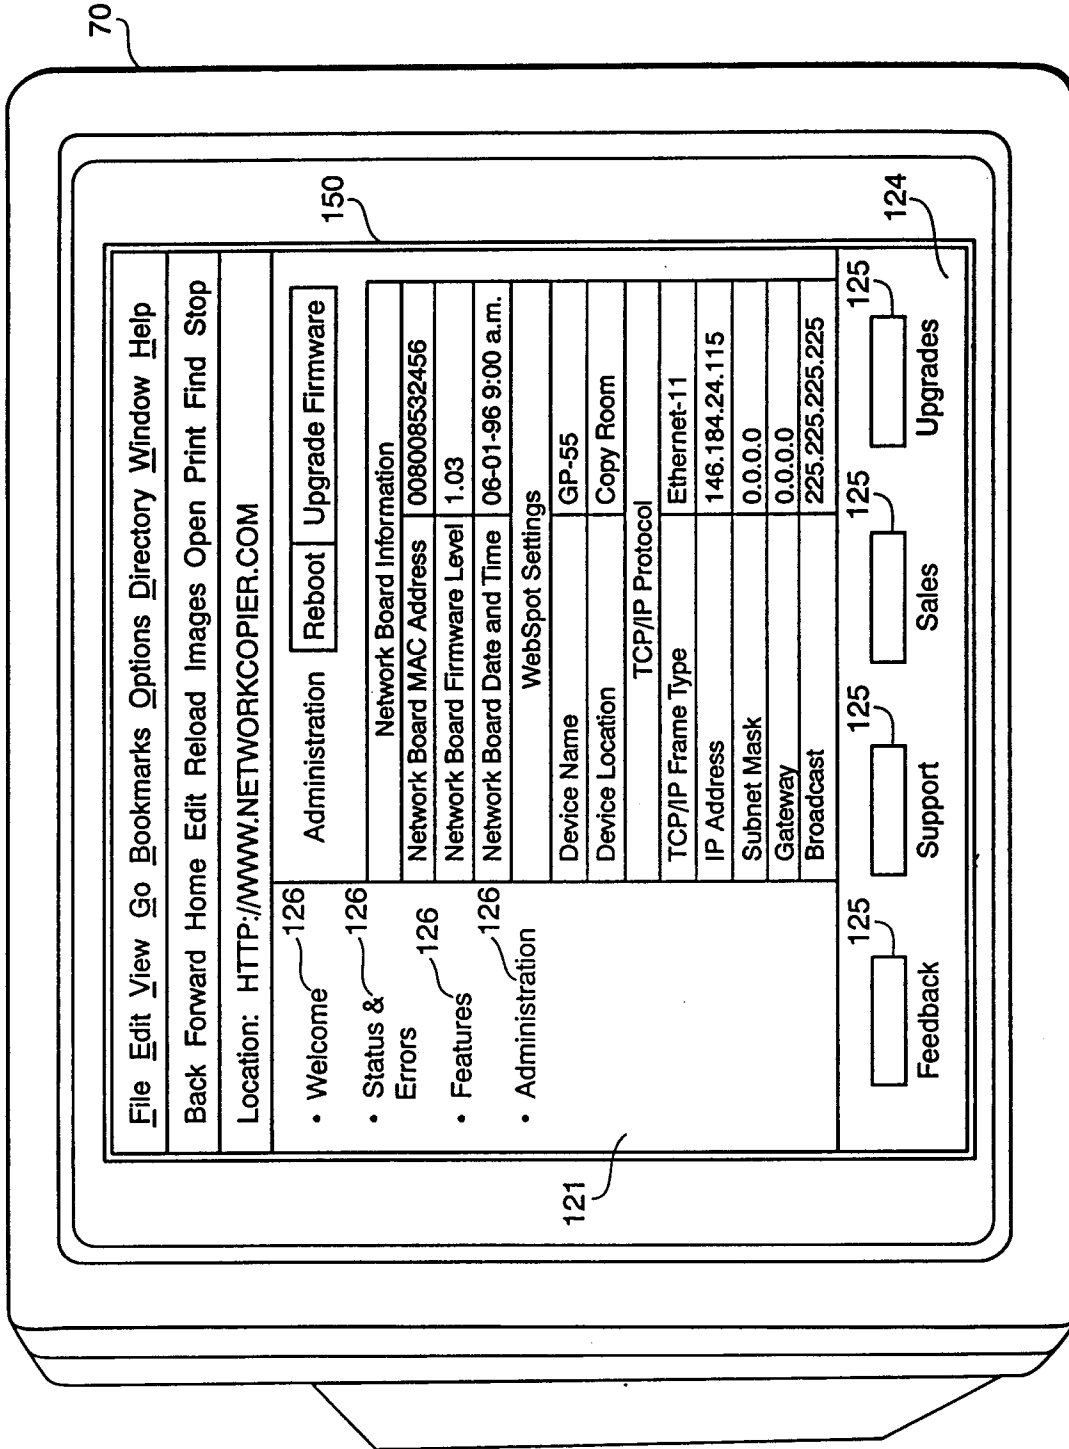 70
File Edit View Go Bookmarks Options Directory Window Help
Back Forward Home Edit Reload Images Open Print Find Stop
Location: HTTP://WWW.NETWORKCOPIER.COM
150
• Welcome
126
• Status & Errors
126
• Features
126
• Administration
126
121
Administration
Reboot
Upgrade Firmware
Network Board Information
Network Board MAC Address 008008532456
Network Board Firmware Level 1.03
Network Board Date and Time 06-01-96 9:00 a.m.
WebSpot Settings
Device Name GP-55
Device Location Copy Room
TCP/IP Protocol
TCP/IP Frame Type Ethernet-11
IP Address 146.184.24.115
Subnet Mask 0.0.0.0
Gateway 0.0.0.0
Broadcast 225.225.225.225
125 125 125 125
Feedback Support Sales Upgrades
124